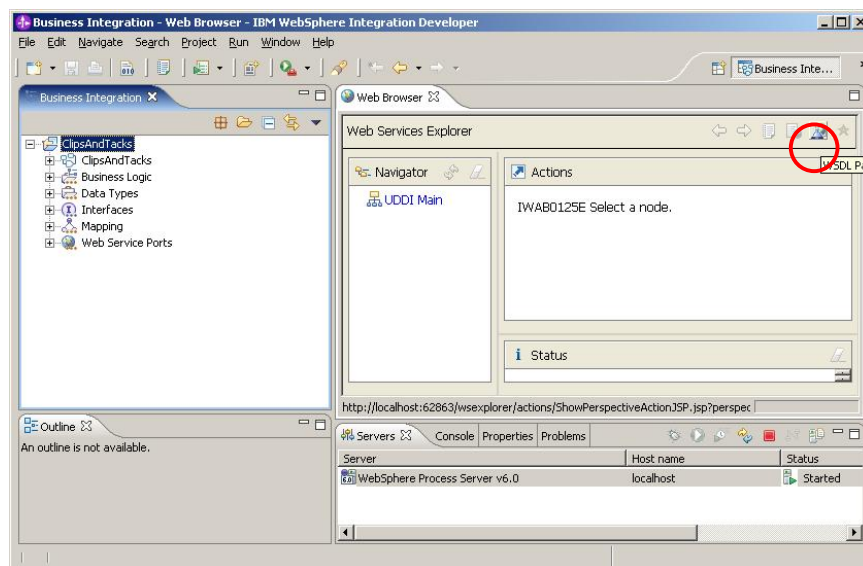 Business Integration - Web Browser - IBM WebSphere Integration Developer
File Edit Navigate Search Project Run Window Help
Business Inte...
Business Integration
Web Browser
Web Services Explorer
ClipsAndTacks
ClipsAndTacks
Business Logic
Data Types
Interfaces
Mapping
Web Service Ports
Navigator
Actions
WSDL Pa
UDDI Main
IWAB0125E Select a node.
Status
http://localhost:62863/wsexplorer/actions/ShowPerspectiveActionJSP.jsp?perspec
Outline
An outline is not available.
Servers Console Properties Problems
Server Host name Status
WebSphere Process Server v6.0 localhost Started